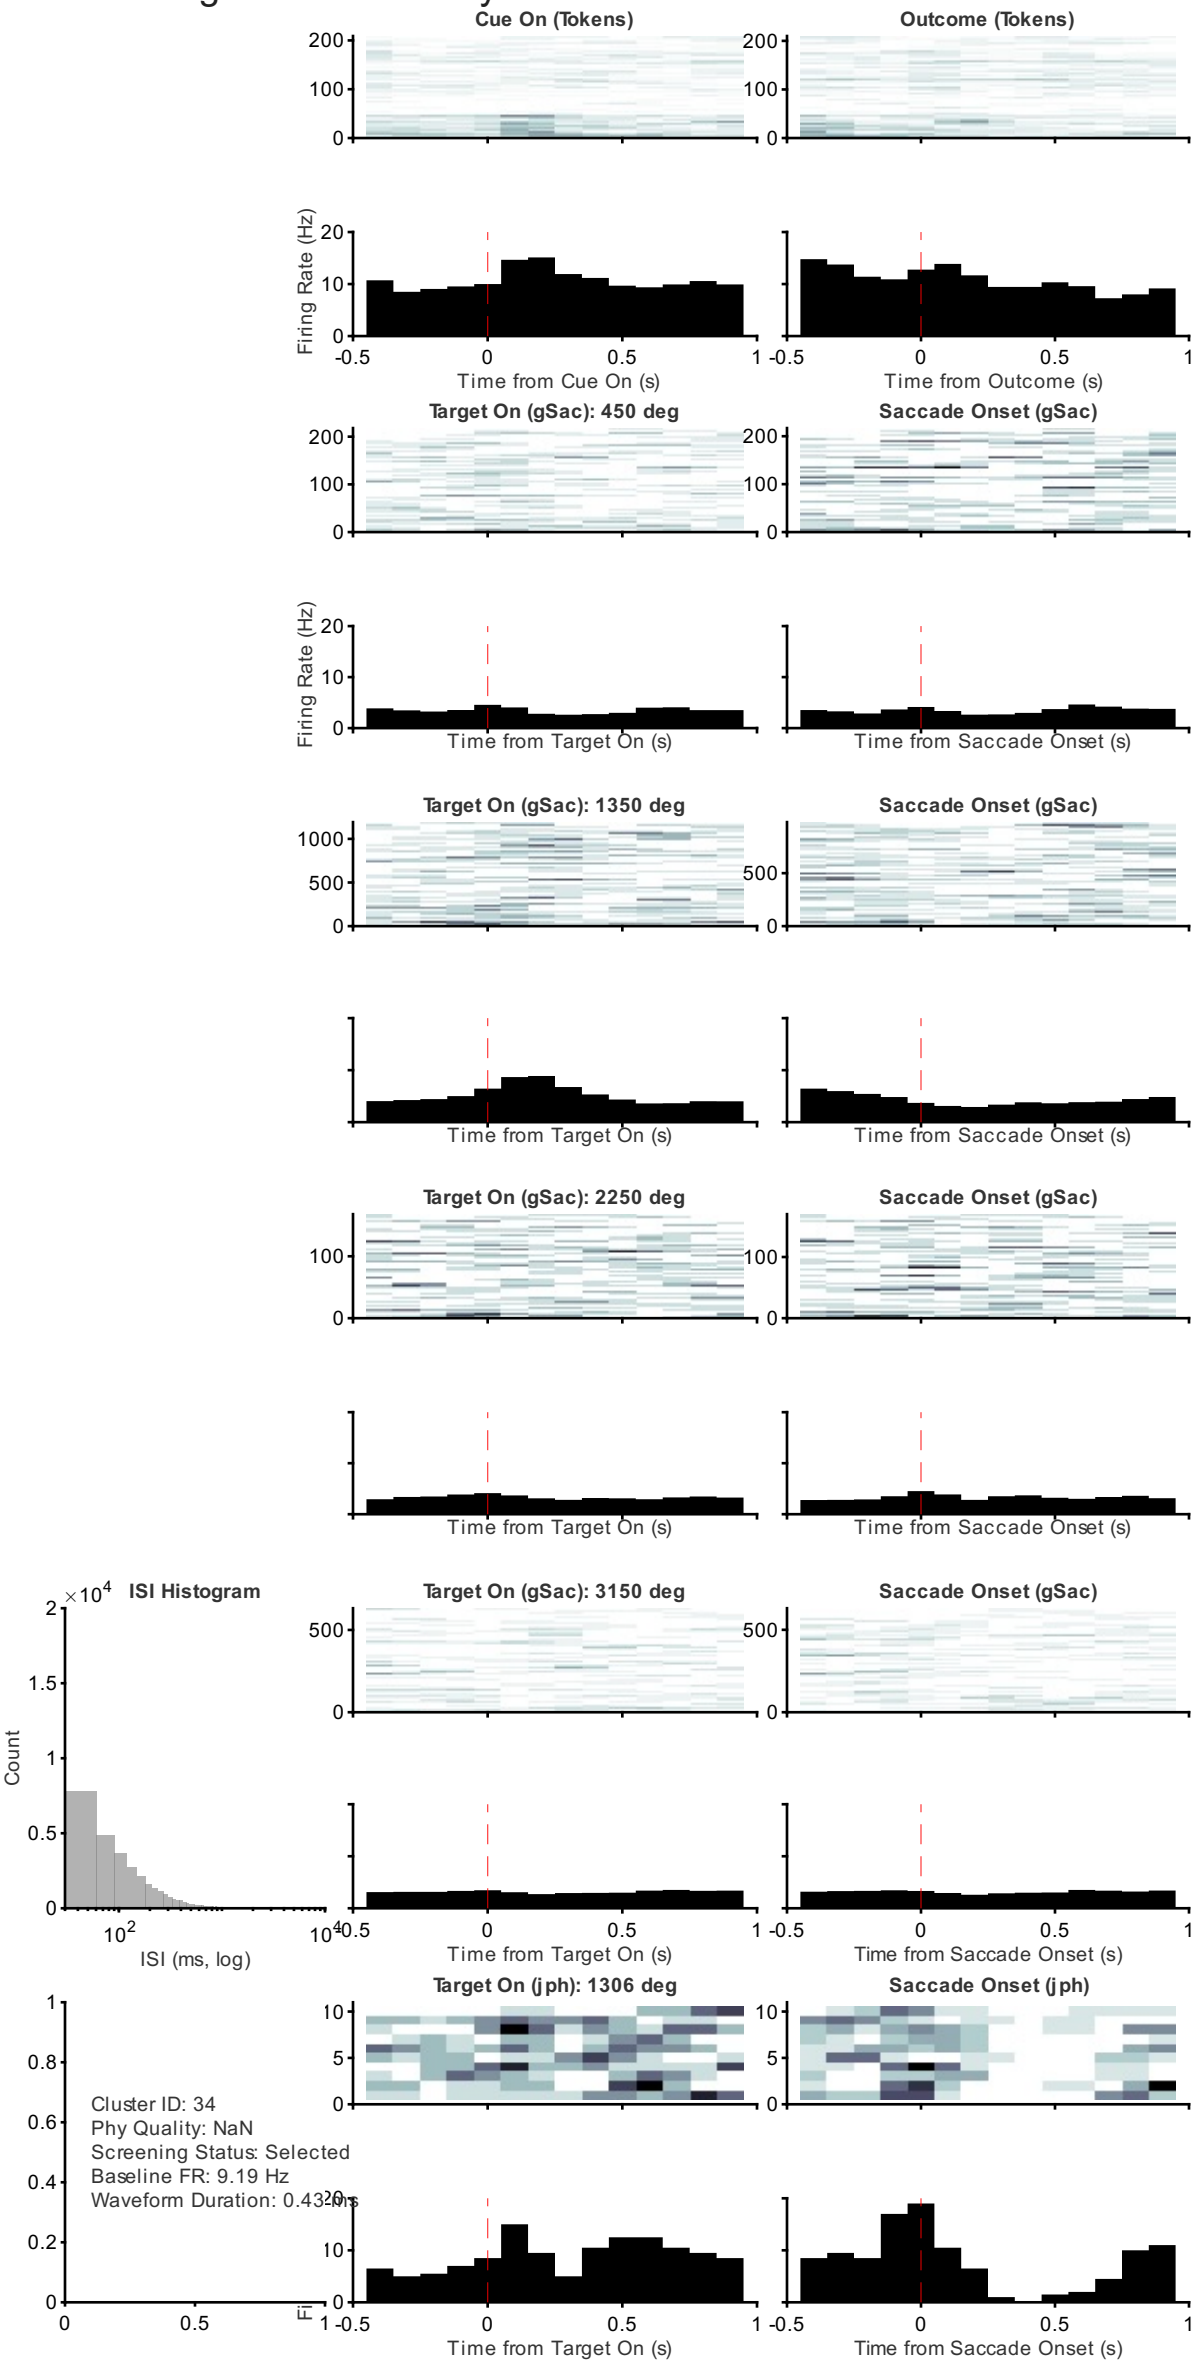 Cue On (Tokens)
Outcome (Tokens)
200
100
0
200
100
0
Firing Rate (Hz)
20
10
0
-0.5
0
0.5
1
-0.5
0
0.5
1
Time from Cue On (s)
Time from Outcome (s)
Target On (gSac): 450 deg
Saccade Onset (gSac)
200
100
0
200
100
0
Firing Rate (Hz)
20
10
0
Time from Target On (s)
Time from Saccade Onset (s)
Target On (gSac): 1350 deg
Saccade Onset (gSac)
1000
500
0
500
0
Time from Target On (s)
Time from Saccade Onset (s)
Target On (gSac): 2250 deg
Saccade Onset (gSac)
100
0
100
0
Time from Target On (s)
Time from Saccade Onset (s)
×10^4
ISI Histogram
2
1.5
1
0.5
0
Count
10^2
10^4
ISI (ms, log)
Target On (gSac): 3150 deg
Saccade Onset (gSac)
500
0
500
0
-0.5
0
0.5
1
-0.5
0
0.5
1
Time from Target On (s)
Time from Saccade Onset (s)
Target On (jph): 1306 deg
Saccade Onset (jph)
10
5
0
10
5
0
1
0.8
0.6
0.4
0.2
0
0
0.5
1
Cluster ID: 34
Phy Quality: NaN
Screening Status: Selected
Baseline FR: 9.19 Hz
Waveform Duration: 0.43 ms
Fi
20
10
0
-0.5
0
0.5
1
-0.5
0
0.5
1
Time from Target On (s)
Time from Saccade Onset (s)